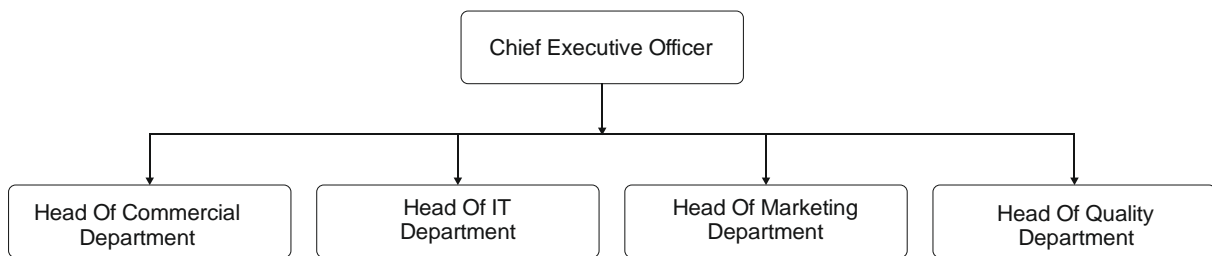 Chief Executive Officer
Head Of Commercial
Department
Head Of IT
Department
Head Of Marketing
Department
Head Of Quality
Department